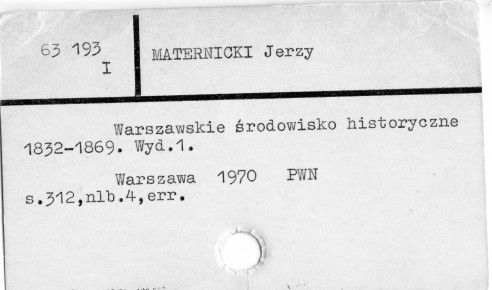 63 193
I
MATERNICKI Jerzy
Warszawskie środowisko historyczne
1832-1869. Wyd.1.
Warszawa 1970 PWN
s.312,nlb.4,err.